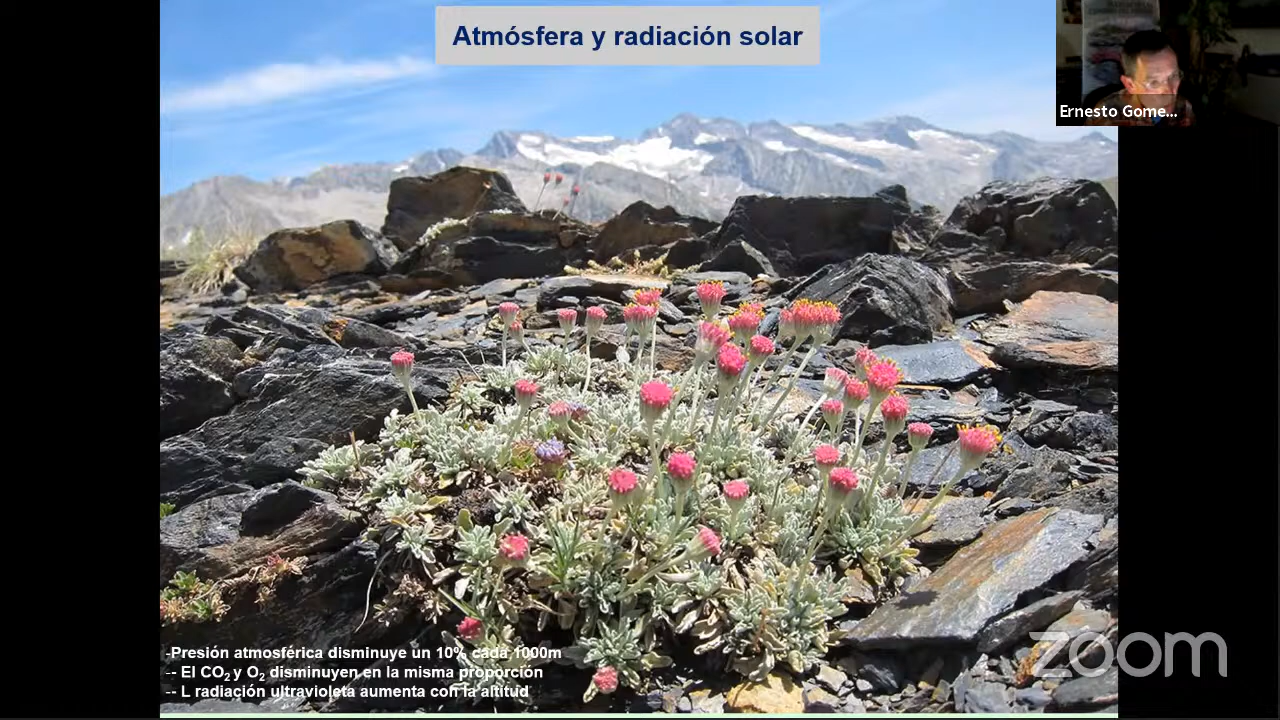 Atmósfera y radiación solar
Ernesto Gome...
-Presión atmosférica disminuye un 10% cada 1000m
-- El CO₂ y O₂ disminuyen en la misma proporción
-- L radiación ultravioleta aumenta con la altitud
zoom